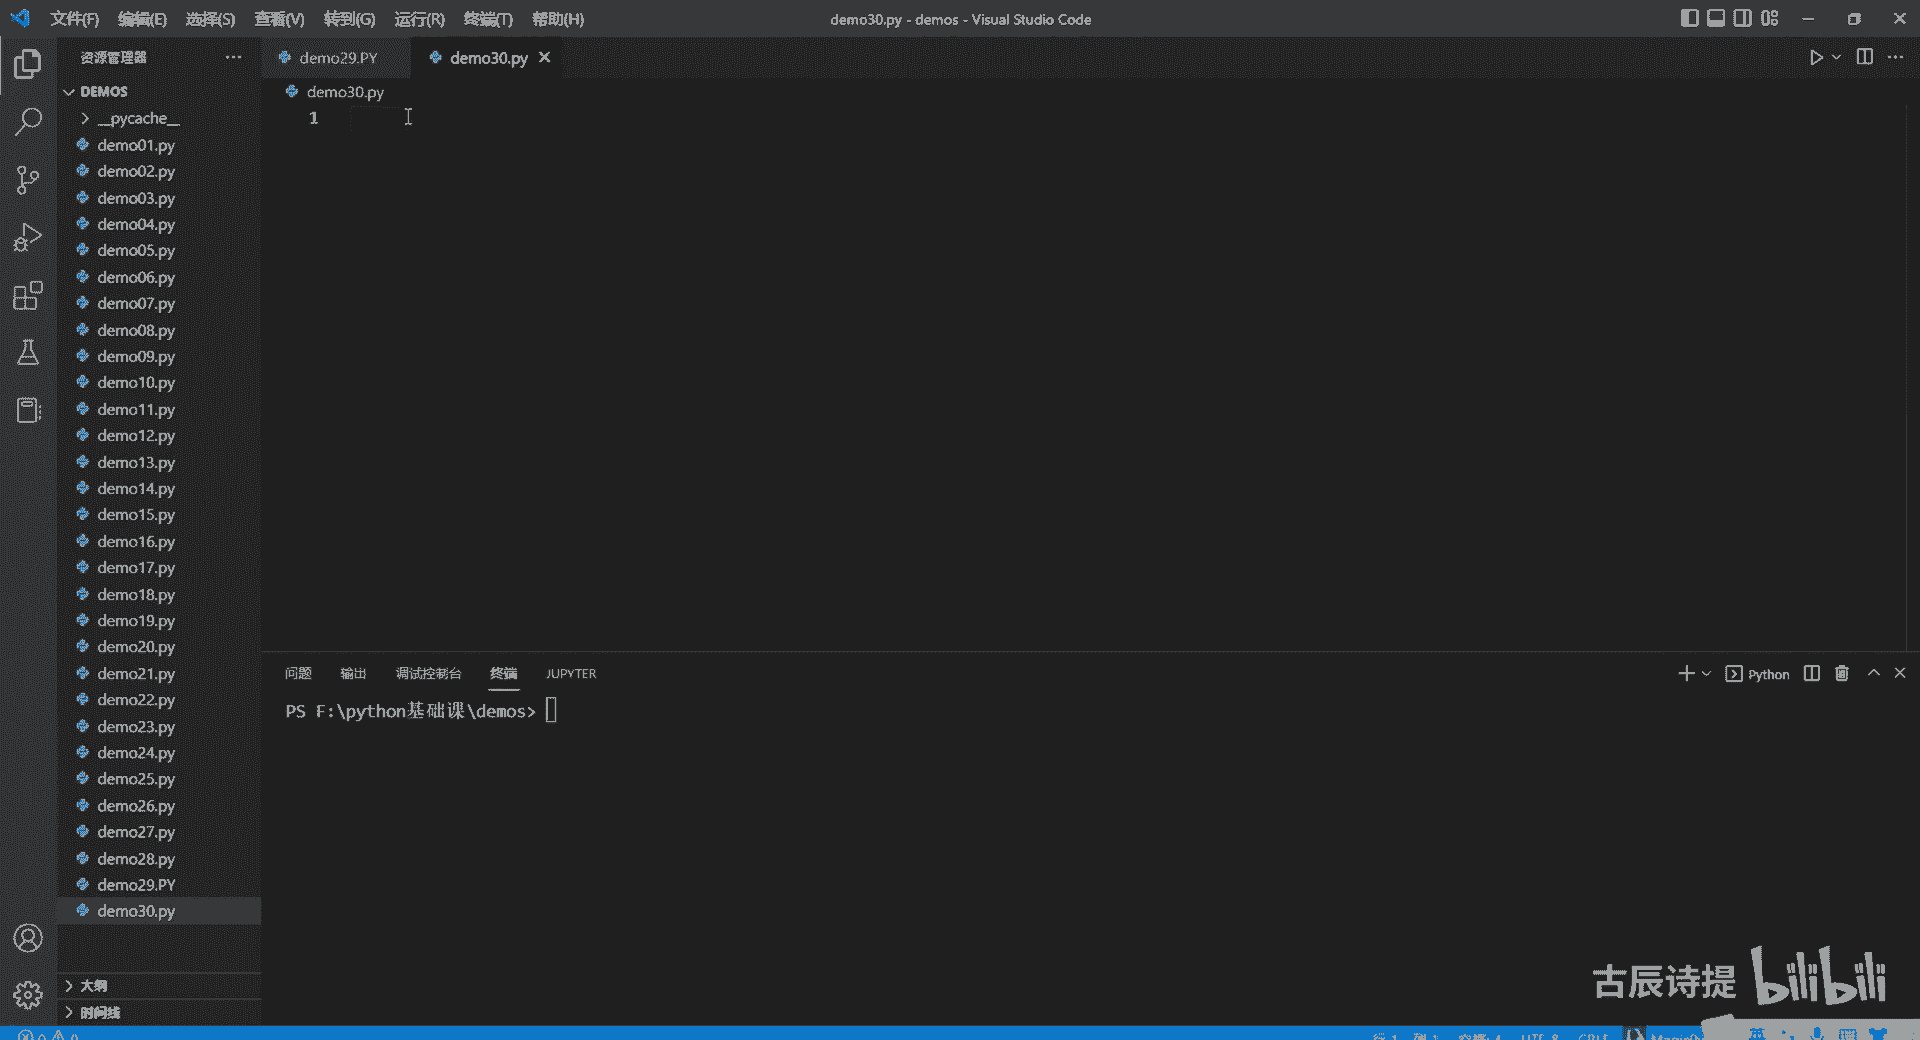 文件(F) 编辑(E) 选择(S) 查看(V) 转到(G) 运行(R) 终端(T) 帮助(H) demo30.py - demos - Visual Studio Code
资源管理器
demo29.PY demo30.py
DEMOS
demo30.py
1
__pycache__
demo01.py
demo02.py
demo03.py
demo04.py
demo05.py
demo06.py
demo07.py
demo08.py
demo09.py
demo10.py
demo11.py
demo12.py
demo13.py
demo14.py
demo15.py
demo16.py
demo17.py
demo18.py
demo19.py
demo20.py
demo21.py
demo22.py
demo23.py
demo24.py
demo25.py
demo26.py
demo27.py
demo28.py
demo29.PY
demo30.py
大纲
时间线
问题 输出 调试控制台 终端 JUPYTER
Python
PS F:\python基础课\demos>
古辰诗提 bilibili